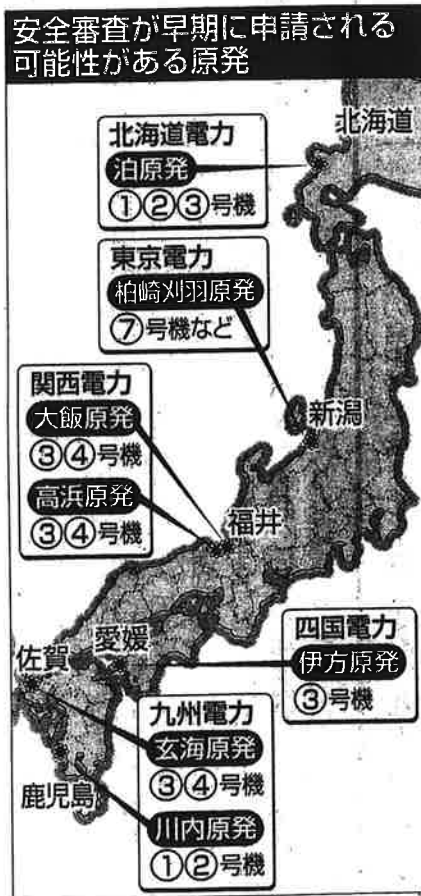 安全審査が早期に申請される
可能性がある原発
北海道
北海道電力
泊原発
①②③号機
東京電力
柏崎刈羽原発
⑦号機など
新潟
関西電力
大飯原発
③④号機
高浜原発
③④号機
福井
四国電力
伊方原発
③号機
愛媛
佐賀
九州電力
玄海原発
③④号機
川内原発
①②号機
鹿児島